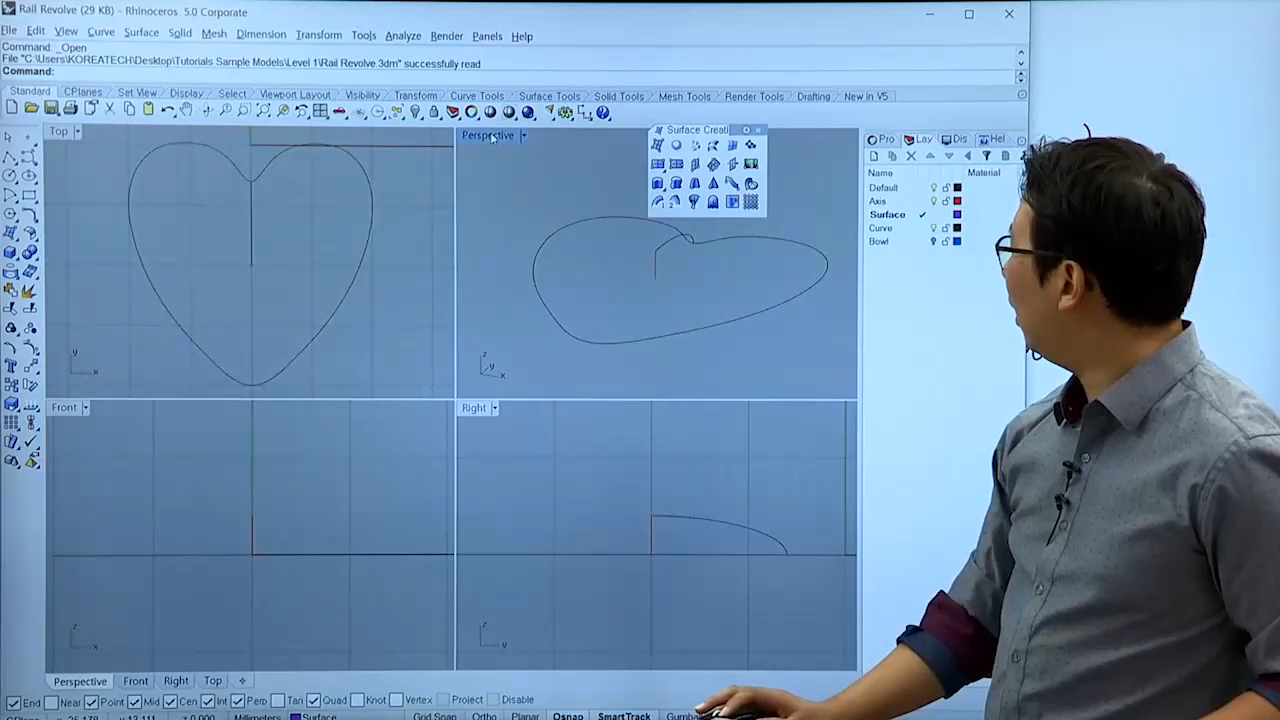 Rail Revolve (29 KB) - Rhinoceros 5.0 Corporate
File Edit View Curve Surface Solid Mesh Dimension Transform Tools Analyze Render Panels Help
Command: _Open
File "C:\Users\KOREATECH\Desktop\Tutorials Sample Models\Level 1\Rail Revolve.3dm" successfully read
Command:
Standard CPlanes Set View Display Select Viewport Layout Visibility Transform Curve Tools Surface Tools Solid Tools Mesh Tools Render Tools Drafting New in V5
Top
Perspective
Surface Creati
Pro Lay Dis Hel
Name Material
Default
Axis
Surface
Curve
Bowl
y
x
z
y
x
Front
Right
z
x
z
y
Perspective Front Right Top
End Near Point Mid Cen Int Perp Tan Quad Knot Vertex Project Disable
Millimeters Surface Grid Snap Ortho Planar Osnap SmartTrack